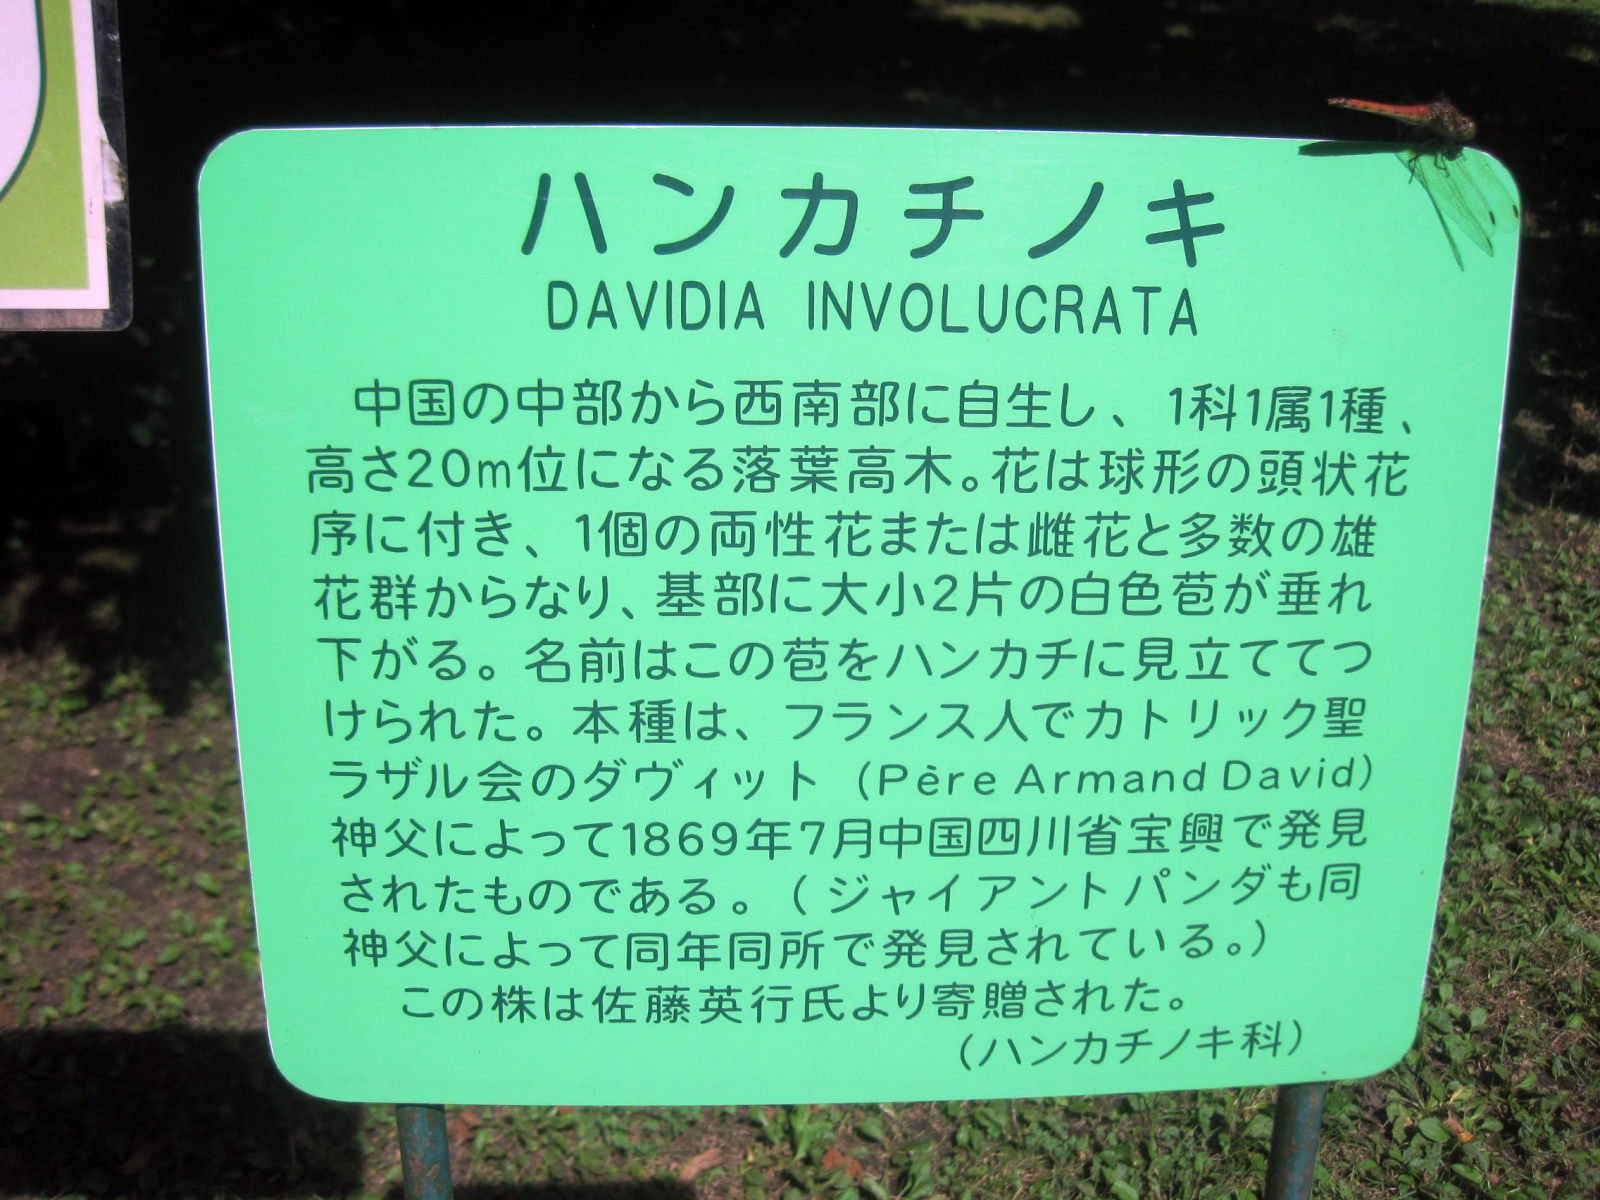 ハンカチノキ
DAVIDIA INVOLUCRATA
中国の中部から西南部に自生し、1科1属1種、
高さ20m位になる落葉高木。花は球形の頭状花
序に付き、1個の両性花または雌花と多数の雄
花群からなり、基部に大小2片の白色苞が垂れ
下がる。名前はこの苞をハンカチに見立ててつ
けられた。本種は、フランス人でカトリック聖
ラザル会のダヴィット(Père Armand David)
神父によって1869年7月中国四川省宝興で発見
されたものである。(ジャイアントパンダも同
神父によって同年同所で発見されている。)
この株は佐藤英行氏より寄贈された。
(ハンカチノキ科)